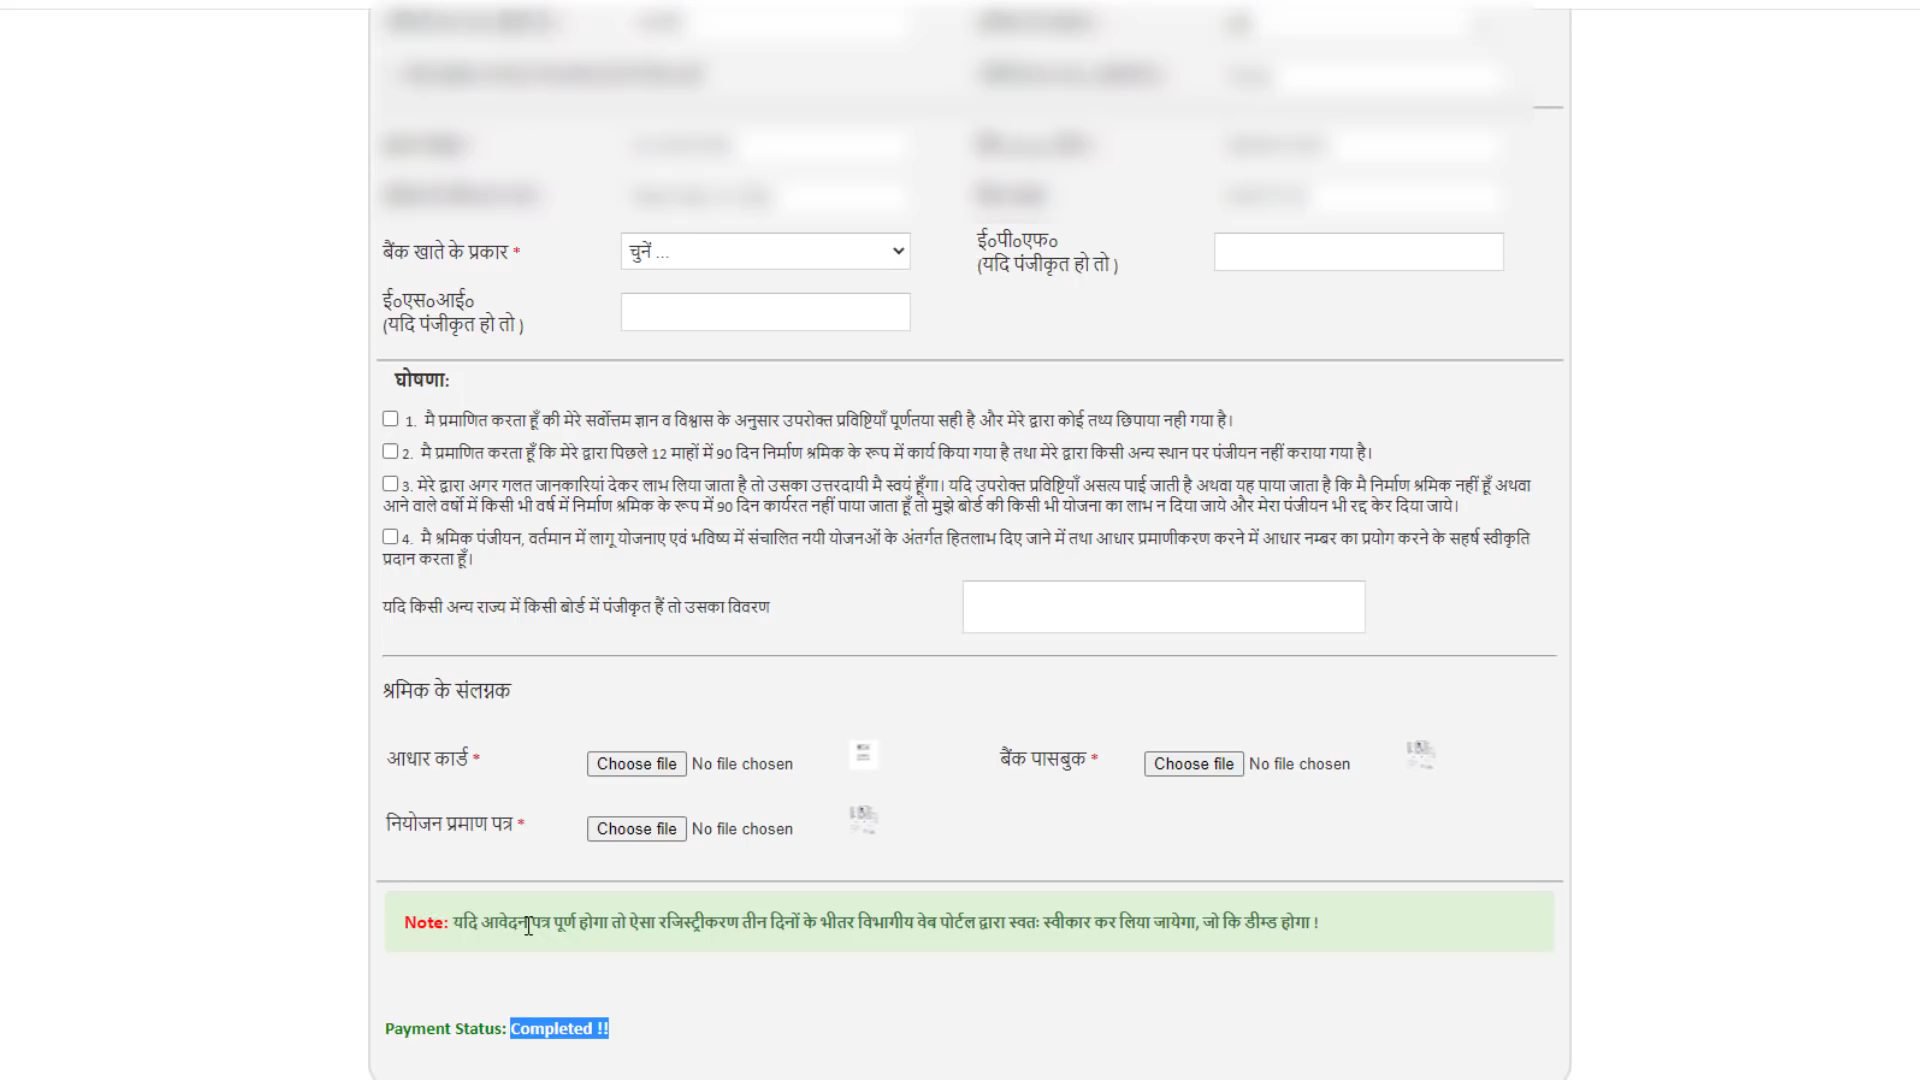 बैंक खाते के प्रकार * चुनें ... ई०पी०एफ०
(यदि पंजीकृत हो तो )
ई०एस०आई०
(यदि पंजीकृत हो तो )
घोषणा:
1. मै प्रमाणित करता हूँ की मेरे सर्वोत्तम ज्ञान व विश्वास के अनुसार उपरोक्त प्रविष्टियाँ पूर्णतया सही है और मेरे द्वारा कोई तथ्य छिपाया नही गया है।
2. मै प्रमाणित करता हूँ कि मेरे द्वारा पिछले 12 माहों में 90 दिन निर्माण श्रमिक के रूप में कार्य किया गया है तथा मेरे द्वारा किसी अन्य स्थान पर पंजीयन नहीं कराया गया है।
3. मेरे द्वारा अगर गलत जानकारियां देकर लाभ लिया जाता है तो उसका उत्तरदायी मै स्वयं हूँगा। यदि उपरोक्त प्रविष्टियाँ असत्य पाई जाती है अथवा यह पाया जाता है कि मै निर्माण श्रमिक नहीं हूँ अथवा
आने वाले वर्षो में किसी भी वर्ष में निर्माण श्रमिक के रूप में 90 दिन कार्यरत नहीं पाया जाता हूँ तो मुझे बोर्ड की किसी भी योजना का लाभ न दिया जाये और मेरा पंजीयन भी रद्द केर दिया जाये।
4. मै श्रमिक पंजीयन, वर्तमान में लागू योजनाए एवं भविष्य में संचालित नयी योजनओं के अंतर्गत हितलाभ दिए जाने में तथा आधार प्रमाणीकरण करने में आधार नम्बर का प्रयोग करने के सहर्ष स्वीकृति
प्रदान करता हूँ।
यदि किसी अन्य राज्य में किसी बोर्ड में पंजीकृत हैं तो उसका विवरण
श्रमिक के संलग्नक
आधार कार्ड * Choose file No file chosen बैंक पासबुक * Choose file No file chosen
नियोजन प्रमाण पत्र * Choose file No file chosen
Note: यदि आवेदन पत्र पूर्ण होगा तो ऐसा रजिस्ट्रीकरण तीन दिनों के भीतर विभागीय वेब पोर्टल द्वारा स्वतः स्वीकार कर लिया जायेगा, जो कि डीम्ड होगा !
Payment Status: Completed !!